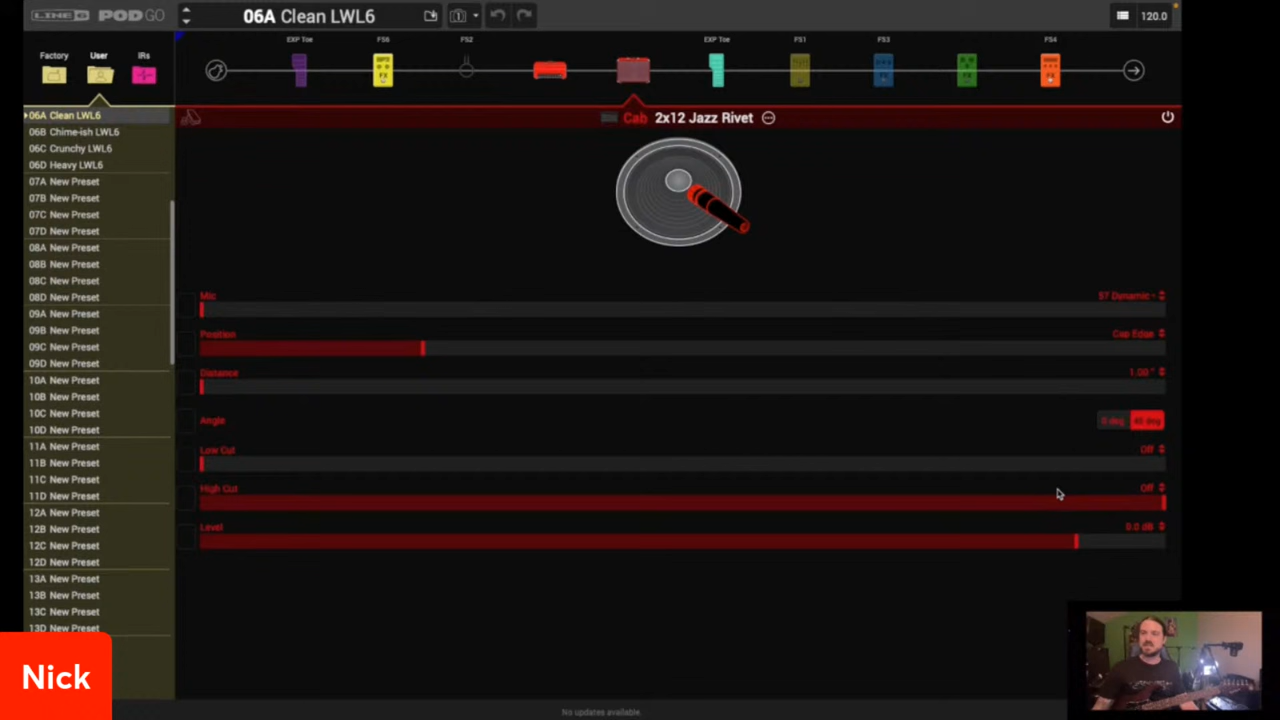 LINE 6 POD GO
06A Clean LWL6
1
120.0
Factory User IRs
EXP Toe FS6 FS2 EXP Toe FS1 FS3 FS4
Cab 2x12 Jazz Rivet
06A Clean LWL6
06B Chime-ish LWL6
06C Crunchy LWL6
06D Heavy LWL6
07A New Preset
07B New Preset
07C New Preset
07D New Preset
08A New Preset
08B New Preset
08C New Preset
08D New Preset
09A New Preset
09B New Preset
09C New Preset
09D New Preset
10A New Preset
10B New Preset
10C New Preset
10D New Preset
11A New Preset
11B New Preset
11C New Preset
11D New Preset
12A New Preset
12B New Preset
12C New Preset
12D New Preset
13A New Preset
13B New Preset
13C New Preset
13D New Preset
Mic 57 Dynamic
Position Cap Edge
Distance 1.00"
Angle 0 deg 45 deg
Low Cut Off
High Cut Off
Level 0.0 dB
Nick
No updates available.